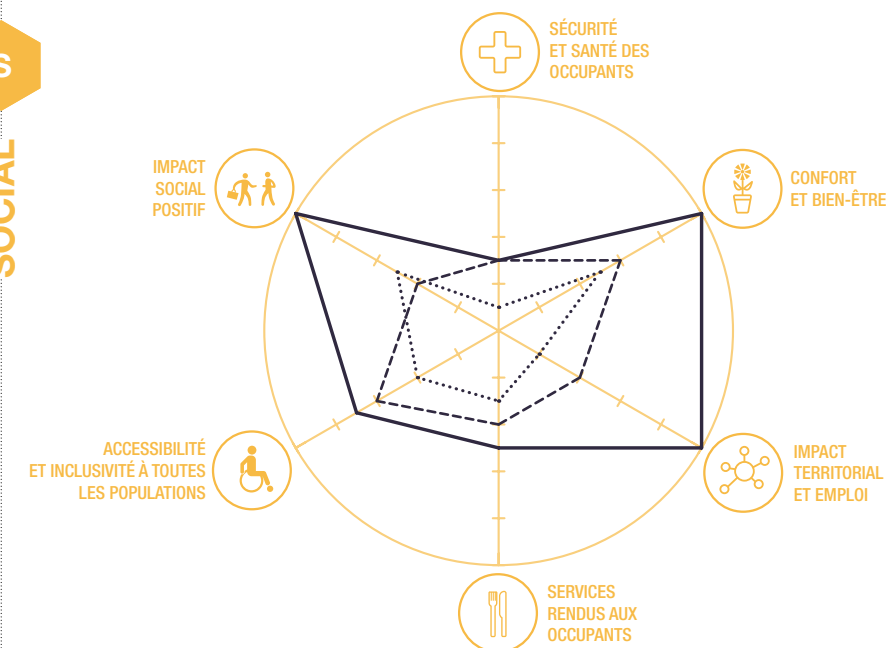 S
SOCIAL
SÉCURITÉ
ET SANTÉ DES
OCCUPANTS
IMPACT
SOCIAL
POSITIF
CONFORT
ET BIEN-ÊTRE
ACCESSIBILITÉ
ET INCLUSIVITÉ À TOUTES
LES POPULATIONS
IMPACT
TERRITORIAL
ET EMPLOI
SERVICES
RENDUS AUX
OCCUPANTS